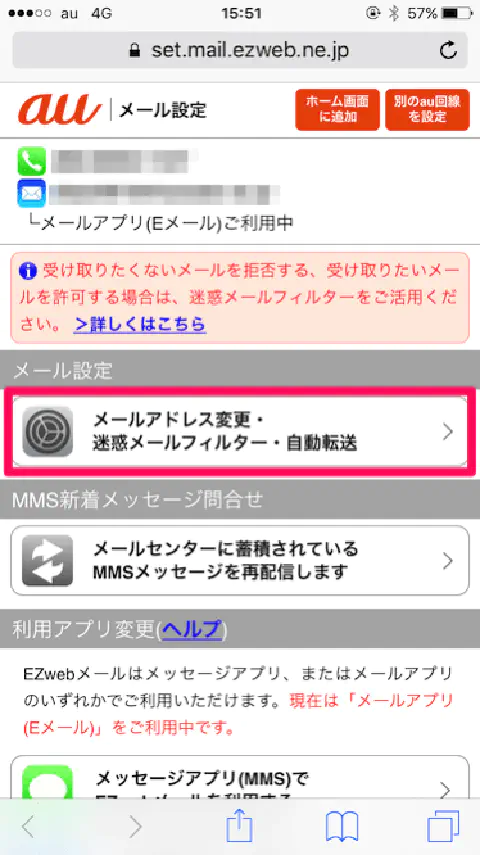 au 4G 15:51 57%
set.mail.ezweb.ne.jp
au メール設定
ホーム画面
に追加
別のau回線
を設定
└メールアプリ(Eメール)ご利用中
受け取りたくないメールを拒否する、受け取りたいメー
ルを許可する場合は、迷惑メールフィルターをご活用くだ
さい。 >詳しくはこちら
メール設定
メールアドレス変更・
迷惑メールフィルター・自動転送
MMS新着メッセージ問合せ
メールセンターに蓄積されている
MMSメッセージを再配信します
利用アプリ変更(ヘルプ)
EZwebメールはメッセージアプリ、またはメールアプリ
のいずれかでご利用いただけます。現在は「メールアプリ
(Eメール)」をご利用中です。
メッセージアプリ(MMS)で